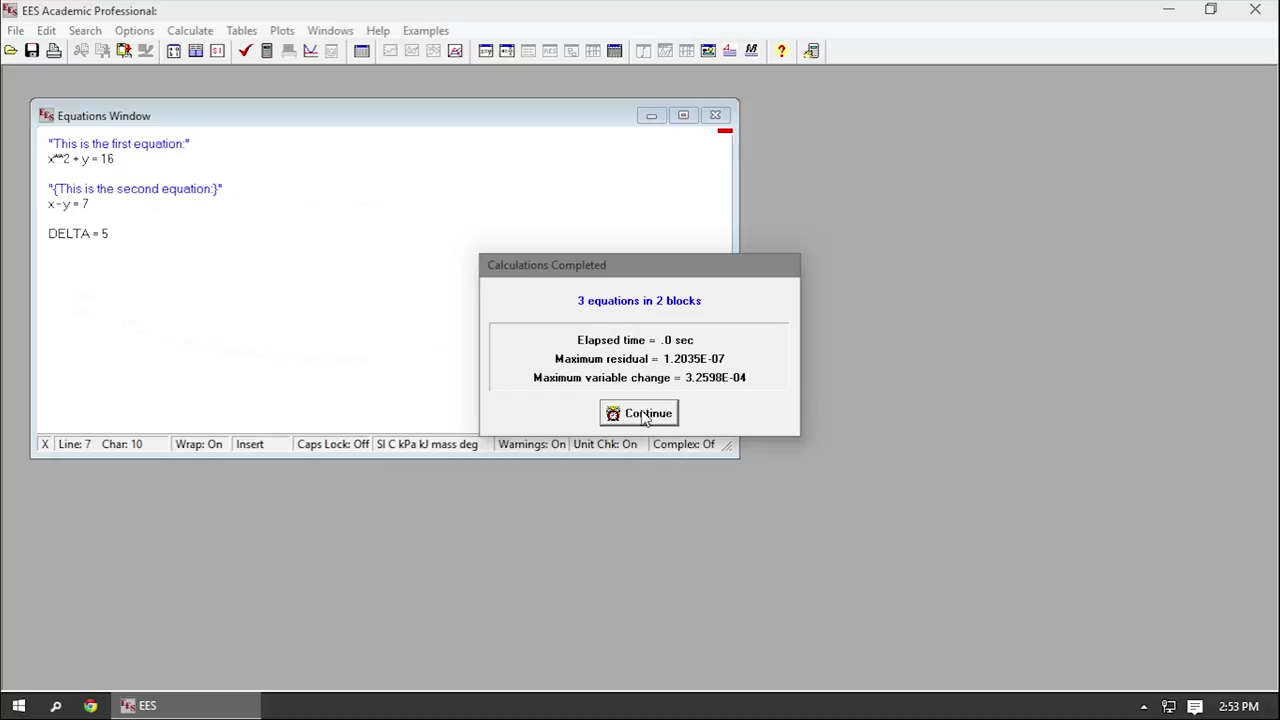 EES Academic Professional:
File Edit Search Options Calculate Tables Plots Windows Help Examples
EES Equations Window
"This is the first equation:"
x**2 + y = 16
"{This is the second equation:}"
x - y = 7
DELTA = 5
Calculations Completed
3 equations in 2 blocks
Elapsed time = .0 sec
Maximum residual = 1.2035E-07
Maximum variable change = 3.2598E-04
Continue
X Line: 7 Char: 10 Wrap: On Insert Caps Lock: Off SI C kPa kJ mass deg Warnings: On Unit Chk: On Complex: Of
EES
2:53 PM